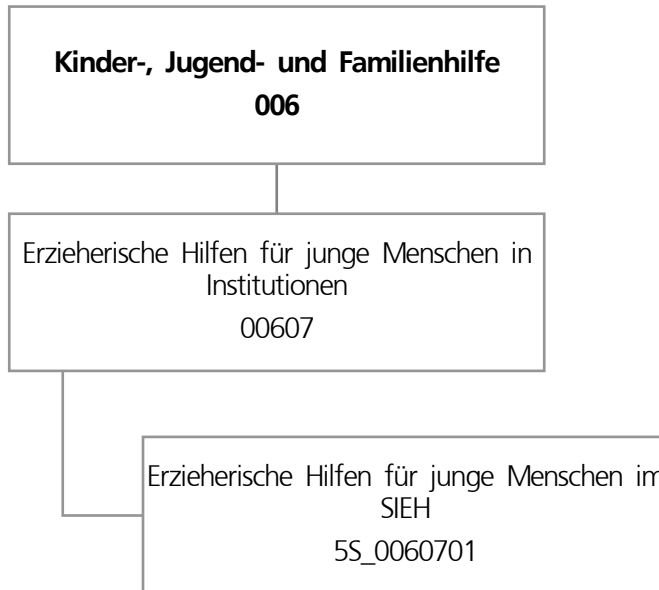 Kinder-, Jugend- und Familienhilfe
006
Erzieherische Hilfen für junge Menschen in
Institutionen
00607
Erzieherische Hilfen für junge Menschen im
SIEH
5S_0060701